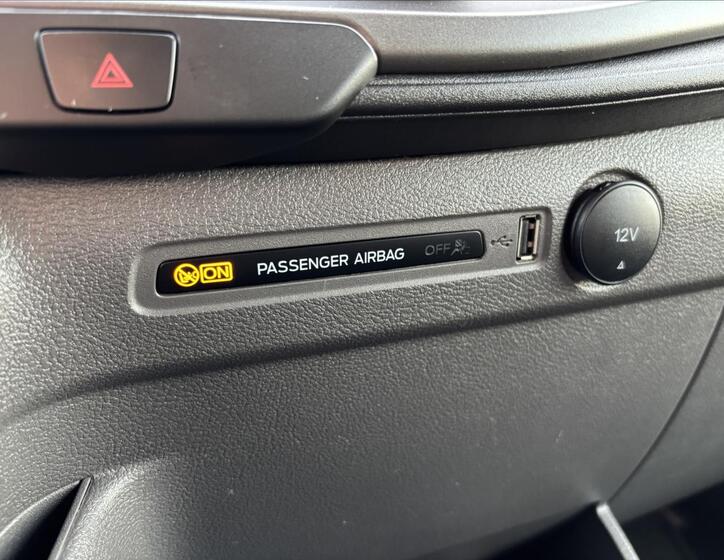 ON PASSENGER AIRBAG OFF
12V